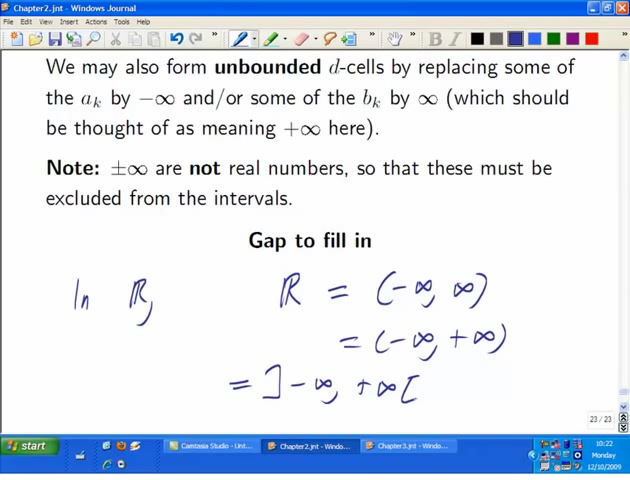 Chapter2.jnt - Windows Journal
File Edit View Insert Actions Tools Help
B I
We may also form unbounded d-cells by replacing some of
the aₖ by −∞ and/or some of the bₖ by ∞ (which should
be thought of as meaning +∞ here).
Note: ±∞ are not real numbers, so that these must be
excluded from the intervals.
Gap to fill in
In ℝ, ℝ = (-∞, ∞)
= (-∞, +∞)
= ]-∞, +∞[
23 / 23
start
Camtasia Studio - Unt...
Chapter2.jnt - Windo...
Chapter3.jnt - Windo...
10:22
Monday
12/10/2009